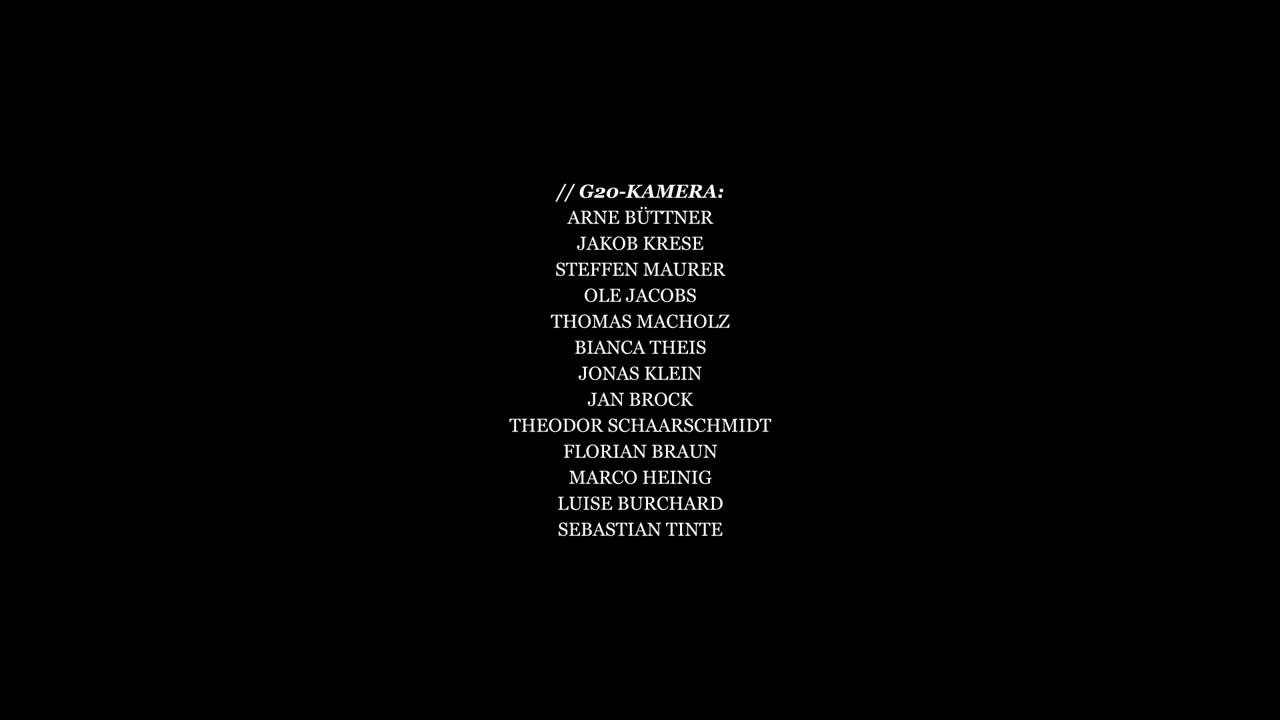 // G20-KAMERA:
ARNE BÜTTNER
JAKOB KRESE
STEFFEN MAURER
OLE JACOBS
THOMAS MACHOLZ
BIANCA THEIS
JONAS KLEIN
JAN BROCK
THEODOR SCHAARSCHMIDT
FLORIAN BRAUN
MARCO HEINIG
LUISE BURCHARD
SEBASTIAN TINTE